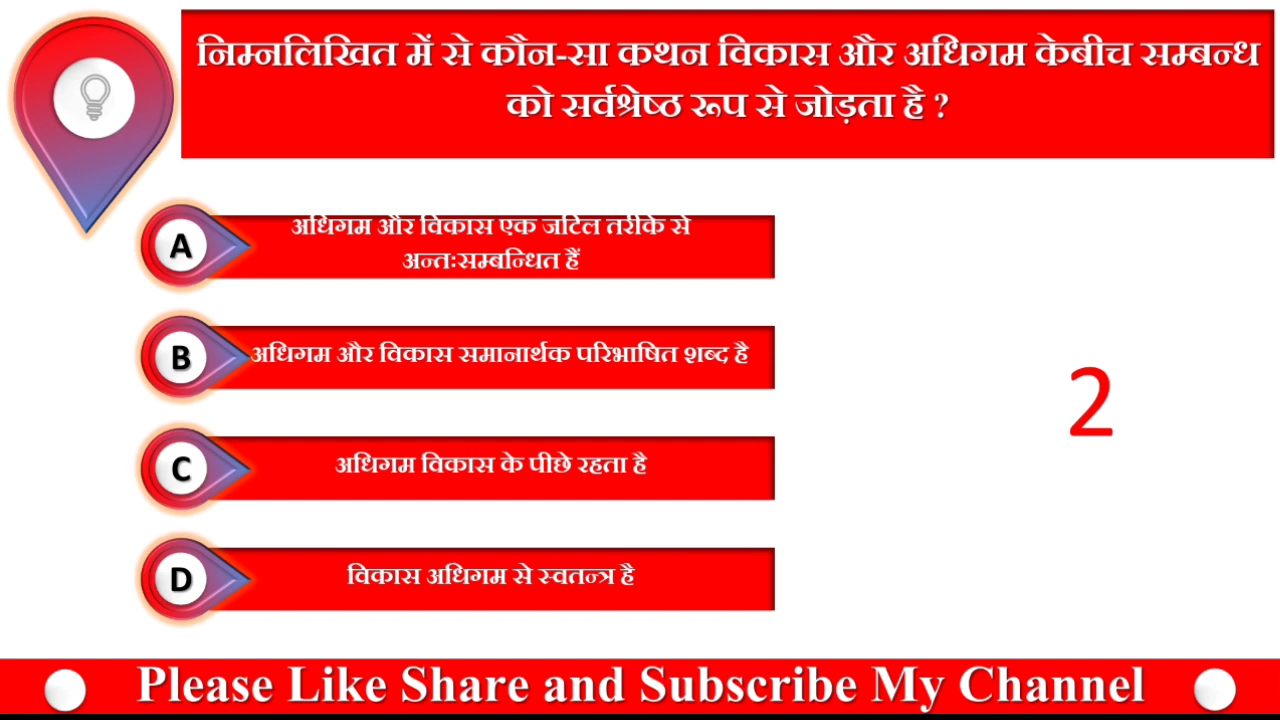 निम्नलिखित में से कौन-सा कथन विकास और अधिगम केबीच सम्बन्ध
को सर्वश्रेष्ठ रूप से जोड़ता है ?
A
अधिगम और विकास एक जटिल तरीके से
अन्तःसम्बन्धित हैं
B
अधिगम और विकास समानार्थक परिभाषित शब्द है
2
C
अधिगम विकास के पीछे रहता है
D
विकास अधिगम से स्वतन्त्र है
Please Like Share and Subscribe My Channel